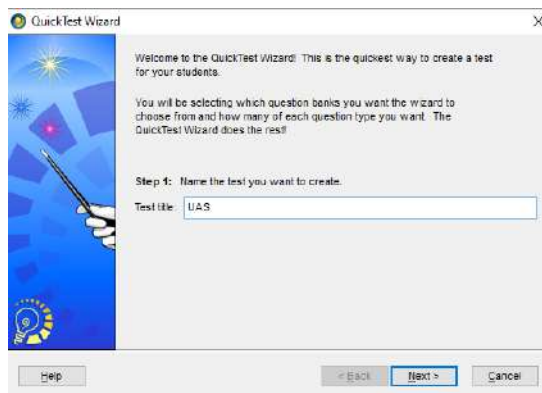 QuickTest Wizard
Welcome to the QuickTest Wizard! This is the quickest way to create a test
for your students.
You will be selecting which question banks you want the wizard to
choose from and how many of each question type you want. The
QuickTest Wizard does the rest!
Step 1: Name the test you want to create.
Test title: UAS
Help
< Back
Next >
Cancel